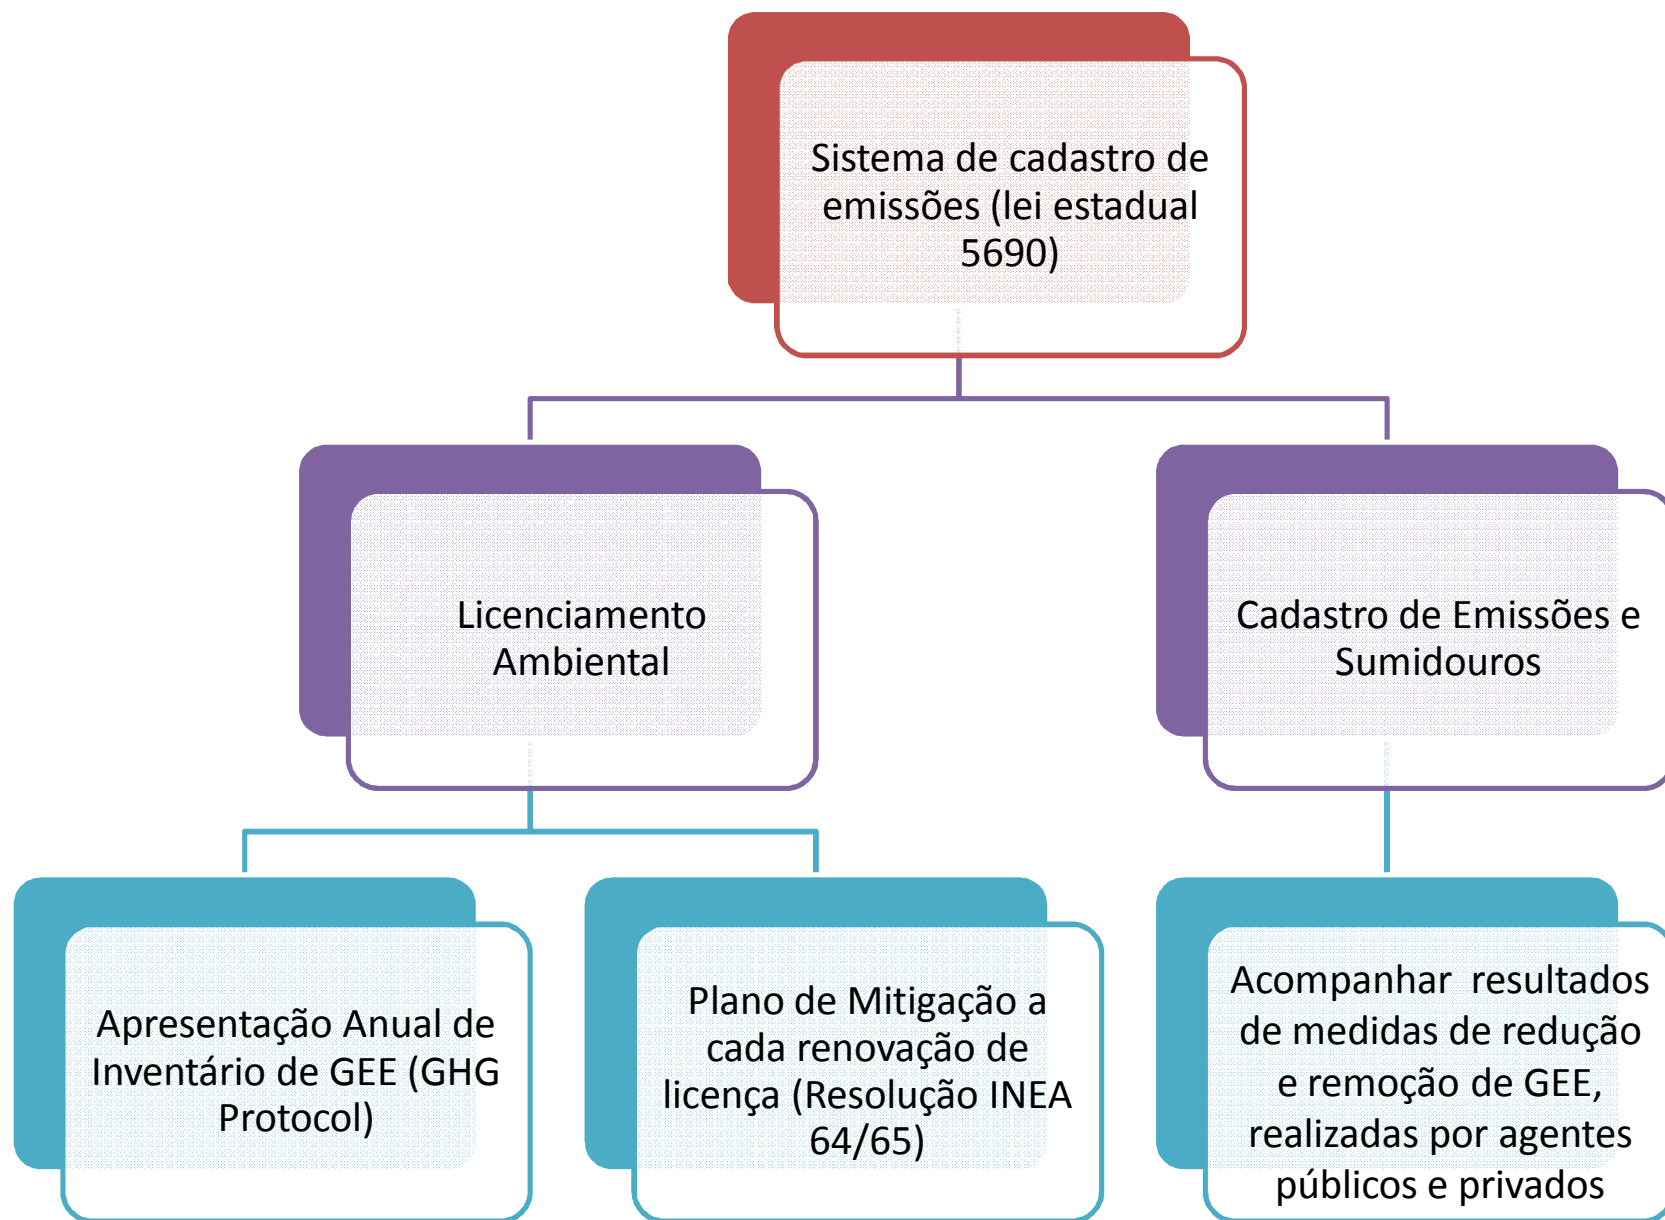 Sistema de cadastro de
emissões (lei estadual
5690)
Licenciamento
Ambiental
Cadastro de Emissões e
Sumidouros
Apresentação Anual de
Inventário de GEE (GHG
Protocol)
Plano de Mitigação a
cada renovação de
licença (Resolução INEA
64/65)
Acompanhar  resultados
de medidas de redução
e remoção de GEE,
realizadas por agentes
públicos e privados